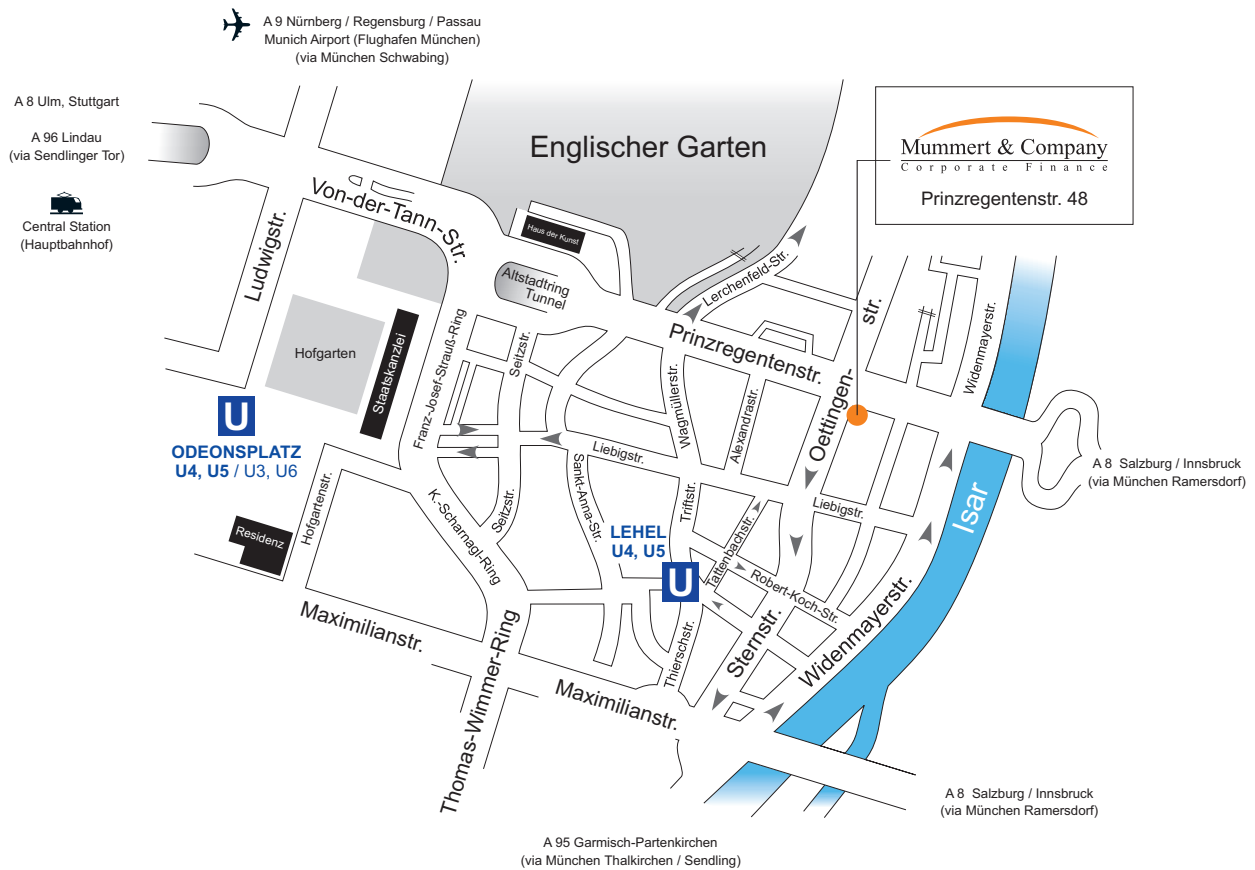 A 9 Nürnberg / Regensburg / Passau
Munich Airport (Flughafen München)
(via München Schwabing)
A 8 Ulm, Stuttgart
A 96 Lindau
(via Sendlinger Tor)
Central Station
(Hauptbahnhof)
Englischer Garten
Mummert & Company
Corporate Finance
Prinzregentenstr. 48
Von-der-Tann-Str.
Haus der Kunst
Ludwigstr.
Altstadtring
Tunnel
Lerchenfeld-Str.
Prinzregentenstr.
Oettingen-
str.
Widenmayerstr.
Hofgarten
Staatskanzlei
Franz-Josef-Strauß-Ring
Seitzstr.
Wagmüllerstr.
Alexandrastr.
U
ODEONSPLATZ
U4, U5 / U3, U6
Liebigstr.
Sankt-Anna-Str.
Seitzstr.
K.-Scharnagl-Ring
Hofgartenstr.
Residenz
Triftstr.
Liebigstr.
LEHEL
U4, U5
U
Tattenbachstr.
Robert-Koch-Str.
Isar
A 8 Salzburg / Innsbruck
(via München Ramersdorf)
Maximilianstr.
Thomas-Wimmer-Ring
Thierschstr.
Sternstr.
Widenmayerstr.
Maximilianstr.
A 8 Salzburg / Innsbruck
(via München Ramersdorf)
A 95 Garmisch-Partenkirchen
(via München Thalkirchen / Sendling)